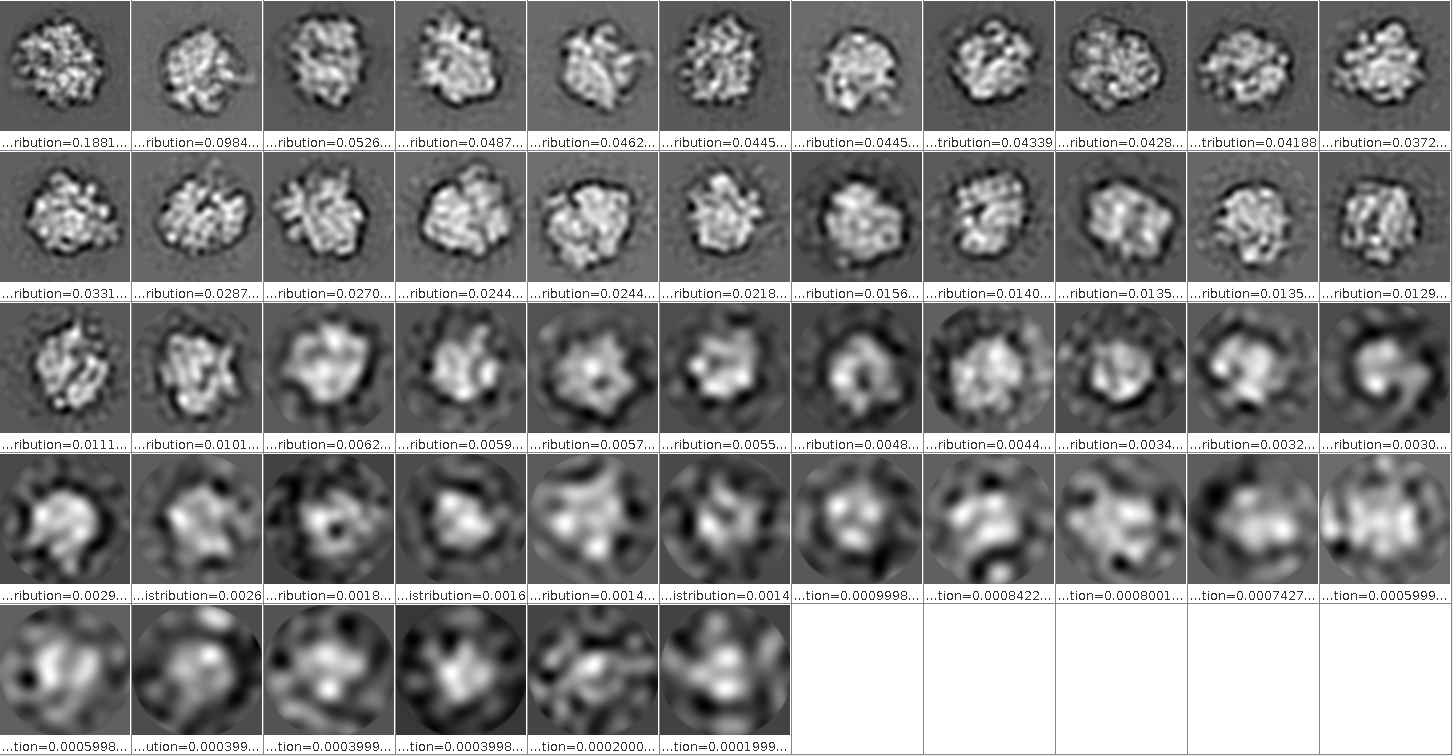 ...ribution=0.1881... ...ribution=0.0984... ...ribution=0.0526... ...ribution=0.0487... ...ribution=0.0462... ...ribution=0.0445... ...ribution=0.0445... ...tribution=0.04339 ...ribution=0.0428... ...tribution=0.04188 ...ribution=0.0372...
...ribution=0.0331... ...ribution=0.0287... ...ribution=0.0270... ...ribution=0.0244... ...ribution=0.0244... ...ribution=0.0218... ...ribution=0.0156... ...ribution=0.0140... ...ribution=0.0135... ...ribution=0.0135... ...ribution=0.0129...
...ribution=0.0111... ...ribution=0.0101... ...ribution=0.0062... ...ribution=0.0059... ...ribution=0.0057... ...ribution=0.0055... ...ribution=0.0048... ...ribution=0.0044... ...ribution=0.0034... ...ribution=0.0032... ...ribution=0.0030...
...ribution=0.0029... ...istribution=0.0026 ...ribution=0.0018... ...istribution=0.0016 ...ribution=0.0014... ...istribution=0.0014 ...tion=0.0009998... ...tion=0.0008422... ...tion=0.0008001... ...tion=0.0007427... ...tion=0.0005999...
...tion=0.0005998... ...ution=0.000399... ...tion=0.0003999... ...tion=0.0003998... ...tion=0.0002000... ...tion=0.0001999...